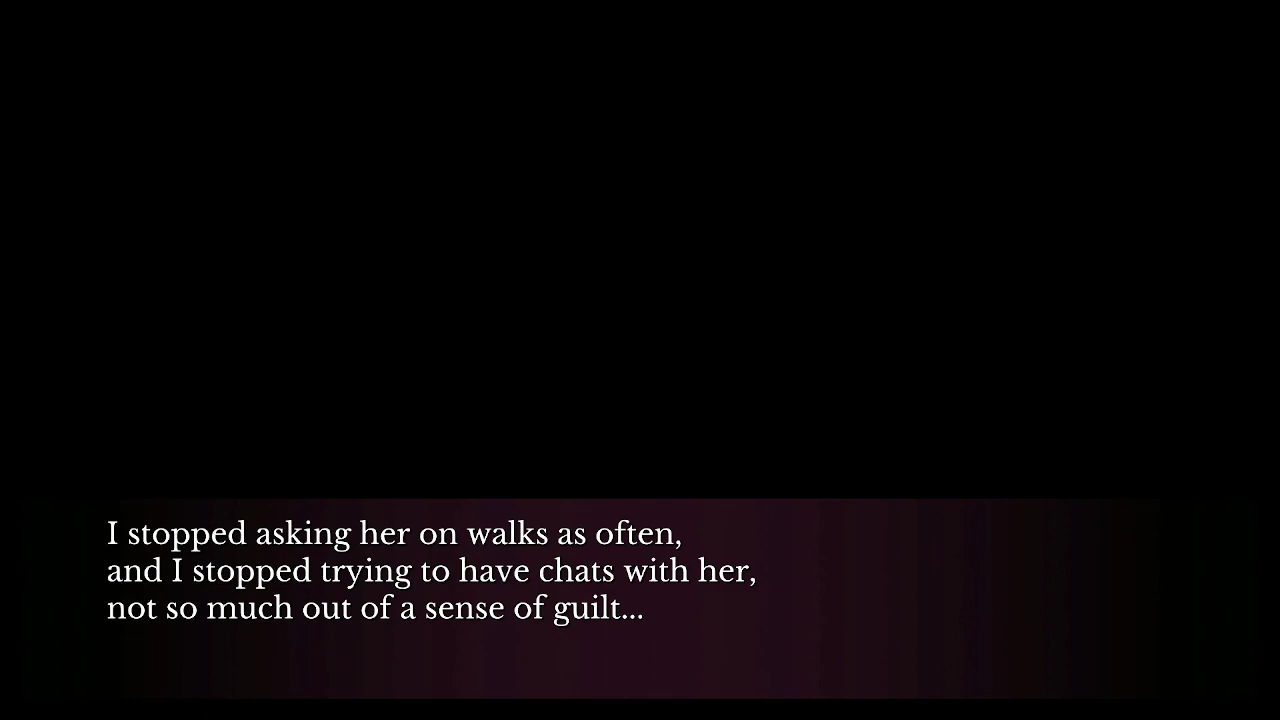 I stopped asking her on walks as often,
and I stopped trying to have chats with her,
not so much out of a sense of guilt...